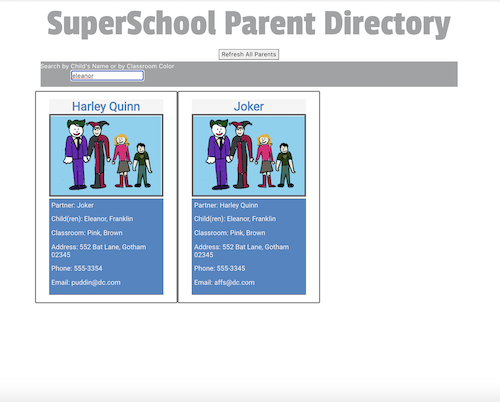 SuperSchool Parent Directory
Refresh All Parents
Search by Child's Name or by Classroom Color
eleanor
Harley Quinn
Partner: Joker
Child(ren): Eleanor, Franklin
Classroom: Pink, Brown
Address: 552 Bat Lane, Gotham
02345
Phone: 555-3354
Email: puddin@dc.com
Joker
Partner: Harley Quinn
Child(ren): Eleanor, Franklin
Classroom: Pink, Brown
Address: 552 Bat Lane, Gotham
02345
Phone: 555-3345
Email: affs@dc.com